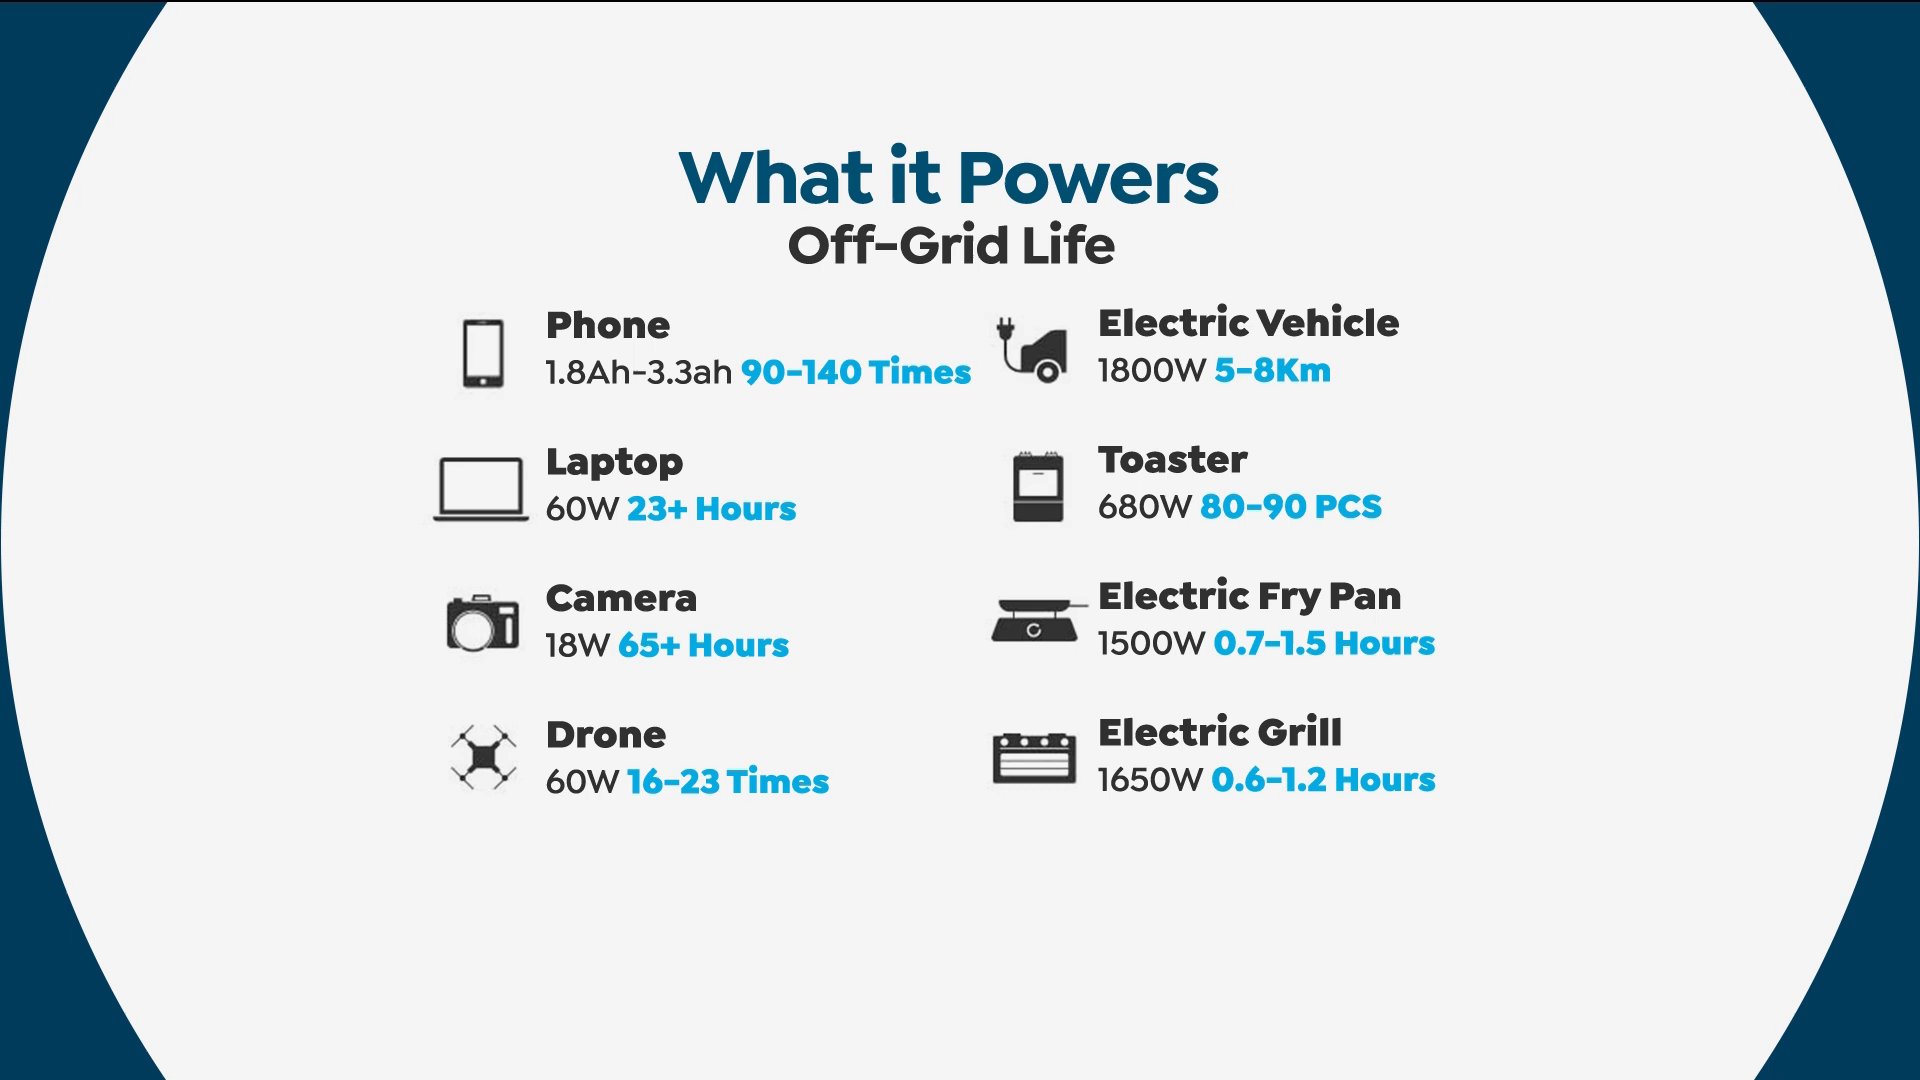 What it Powers
Off-Grid Life
Phone
1.8Ah-3.3ah 90-140 Times
Laptop
60W 23+ Hours
Camera
18W 65+ Hours
Drone
60W 16-23 Times
Electric Vehicle
1800W 5-8Km
Toaster
680W 80-90 PCS
Electric Fry Pan
1500W 0.7-1.5 Hours
Electric Grill
1650W 0.6-1.2 Hours